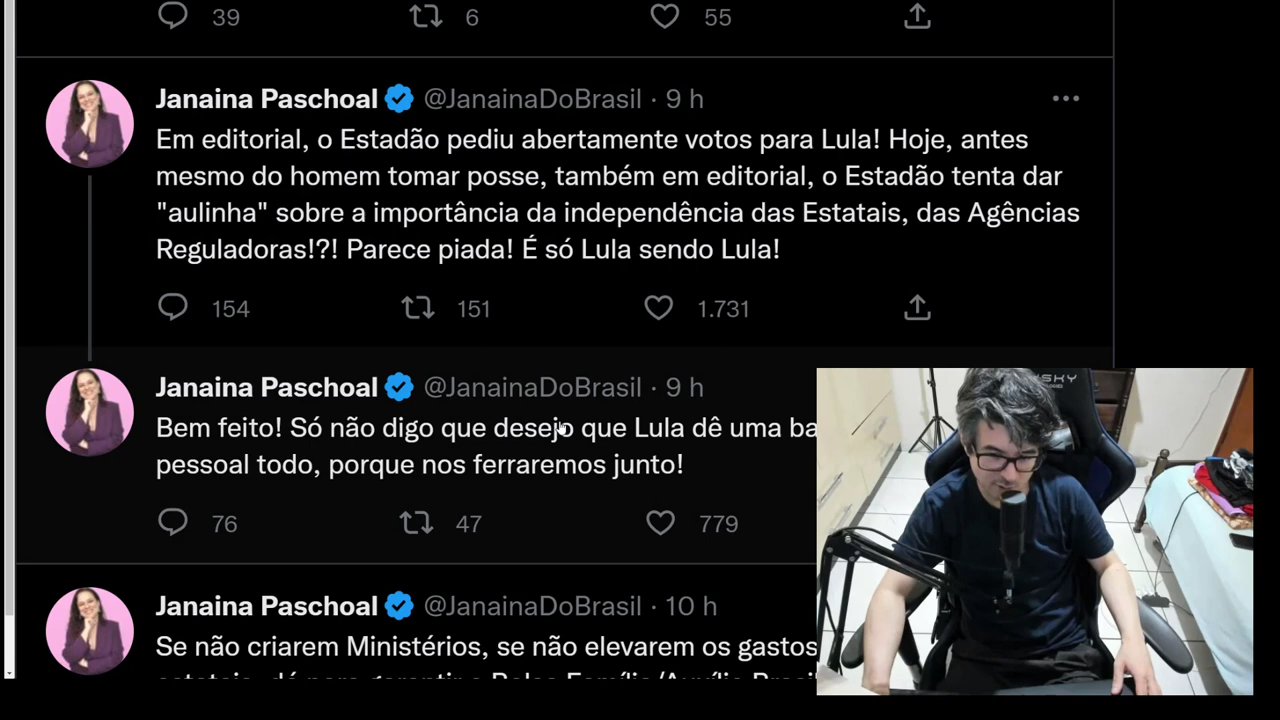 39 6 55
Janaina Paschoal @JanainaDoBrasil · 9 h
Em editorial, o Estadão pediu abertamente votos para Lula! Hoje, antes
mesmo do homem tomar posse, também em editorial, o Estadão tenta dar
"aulinha" sobre a importância da independência das Estatais, das Agências
Reguladoras!?! Parece piada! É só Lula sendo Lula!
154 151 1.731
Janaina Paschoal @JanainaDoBrasil · 9 h
Bem feito! Só não digo que desejo que Lula dê uma ba
pessoal todo, porque nos ferraremos junto!
76 47 779
Janaina Paschoal @JanainaDoBrasil · 10 h
Se não criarem Ministérios, se não elevarem os gastos